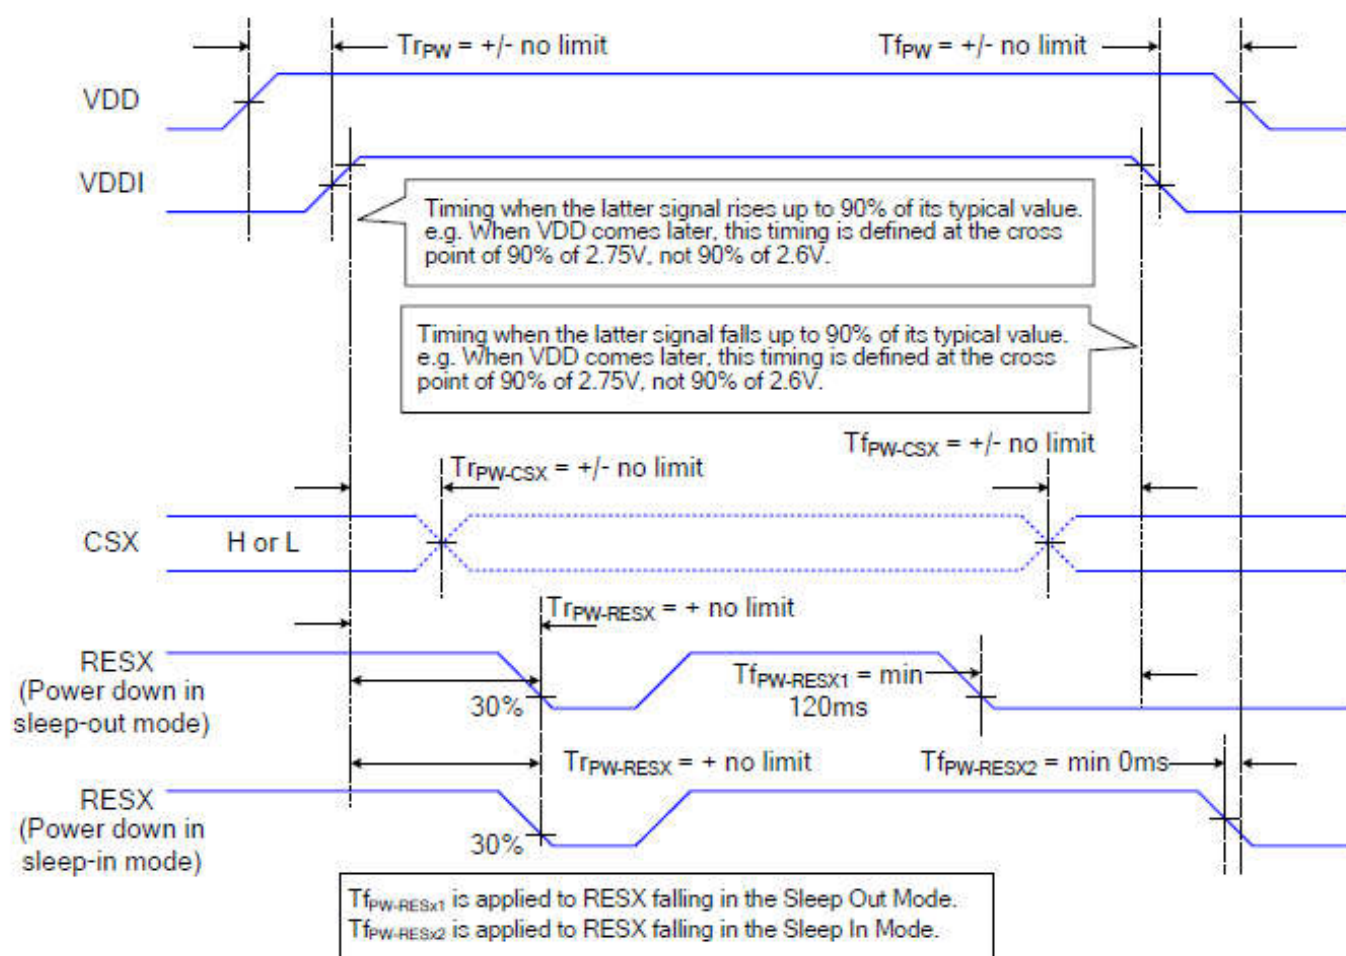 TrPW = +/- no limit
TfPW = +/- no limit
VDD
VDDI
Timing when the latter signal rises up to 90% of its typical value.
e.g. When VDD comes later, this timing is defined at the cross
point of 90% of 2.75V, not 90% of 2.6V.
Timing when the latter signal falls up to 90% of its typical value.
e.g. When VDD comes later, this timing is defined at the cross
point of 90% of 2.75V, not 90% of 2.6V.
TfPW-CSX = +/- no limit
TrPW-CSX = +/- no limit
CSX
H or L
TrPW-RESX = + no limit
RESX
(Power down in
sleep-out mode)
30%
TfPW-RESX1 = min
120ms
TrPW-RESX = + no limit
TfPW-RESX2 = min 0ms
RESX
(Power down in
sleep-in mode)
30%
TfPW-RESx1 is applied to RESX falling in the Sleep Out Mode.
TfPW-RESx2 is applied to RESX falling in the Sleep In Mode.